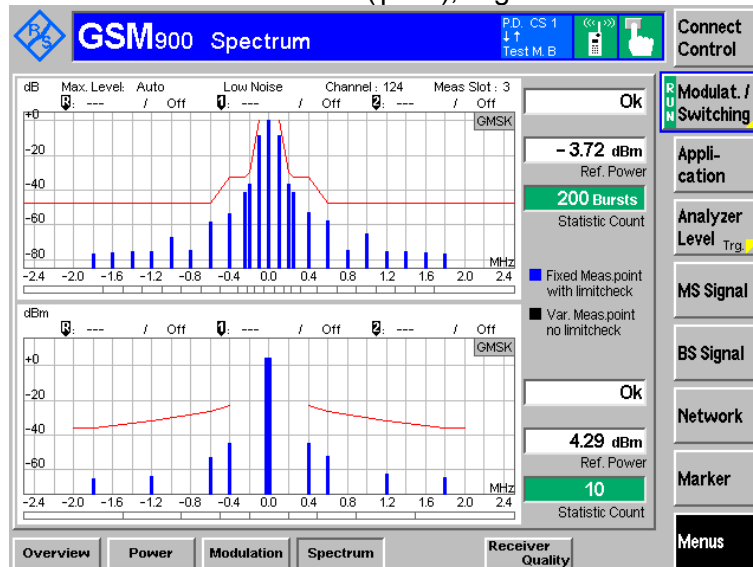 R&S
GSM900 Spectrum
P.D. CS 1
Test M. B
Connect Control
dB Max. Level: Auto Low Noise Channel : 124 Meas Slot : 3
R: --- / Off 1: --- / Off 2: --- / Off
GMSK
+0
-20
-40
-60
-80
MHz
-2.4 -2.0 -1.6 -1.2 -0.8 -0.4 0.0 0.4 0.8 1.2 1.6 2.0 2.4
Ok
-3.72 dBm
Ref. Power
200 Bursts
Statistic Count
Fixed Meas.point
with limitcheck
Var. Meas.point
no limitcheck
dBm
R: --- / Off 1: --- / Off 2: --- / Off
GMSK
+0
-20
-40
-60
MHz
-2.4 -2.0 -1.6 -1.2 -0.8 -0.4 0.0 0.4 0.8 1.2 1.6 2.0 2.4
Ok
4.29 dBm
Ref. Power
10
Statistic Count
RUN
Modulat. /
Switching
Appli-
cation
Analyzer
Level Trg.
MS Signal
BS Signal
Network
Marker
Menus
Overview
Power
Modulation
Spectrum
Receiver
Quality